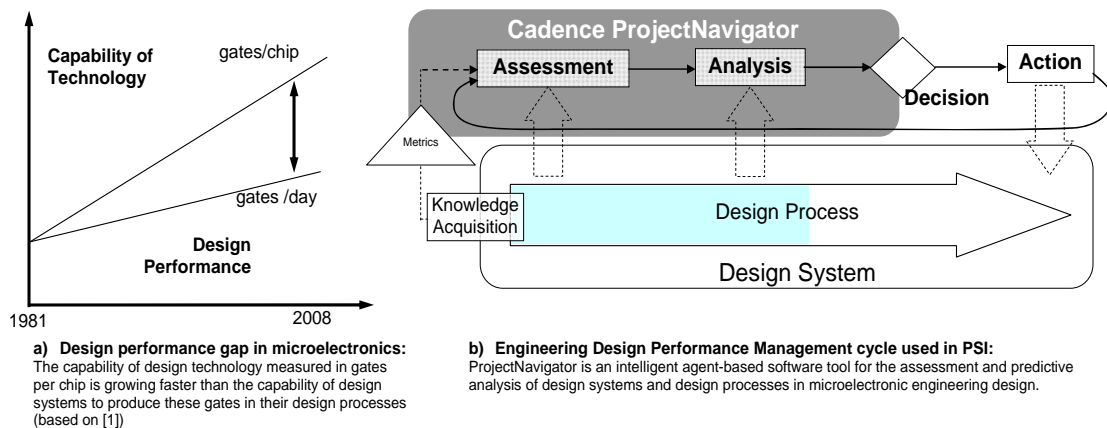 Capability of
Technology
gates/chip
gates /day
Design
Performance
1981
2008
a) Design performance gap in microelectronics:
The capability of design technology measured in gates
per chip is growing faster than the capability of design
systems to produce these gates in their design processes
(based on [1])
Cadence ProjectNavigator
Assessment
Analysis
Decision
Action
Metrics
Knowledge
Acquisition
Design Process
Design System
b) Engineering Design Performance Management cycle used in PSI:
ProjectNavigator is an intelligent agent-based software tool for the assessment and predictive
analysis of design systems and design processes in microelectronic engineering design.